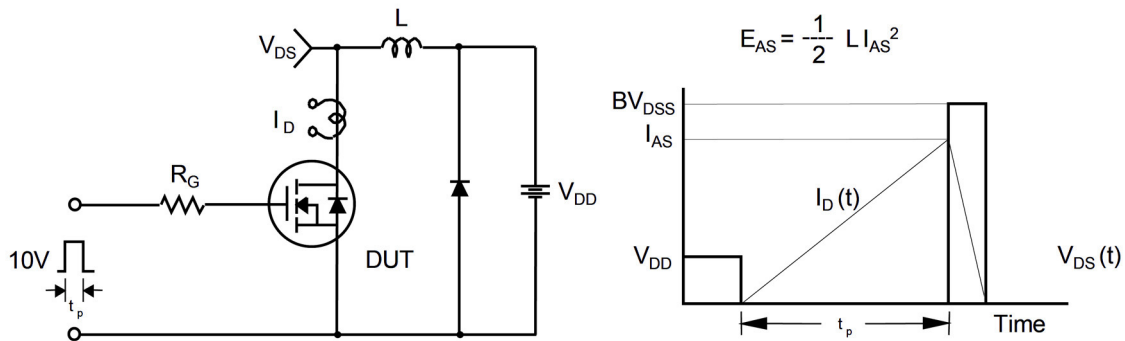 L
V_DS
I_D
R_G
V_DD
10V
DUT
t_p
E_AS = 1/2 L I_AS^2
BV_DSS
I_AS
I_D (t)
V_DD
V_DS (t)
t_p
Time